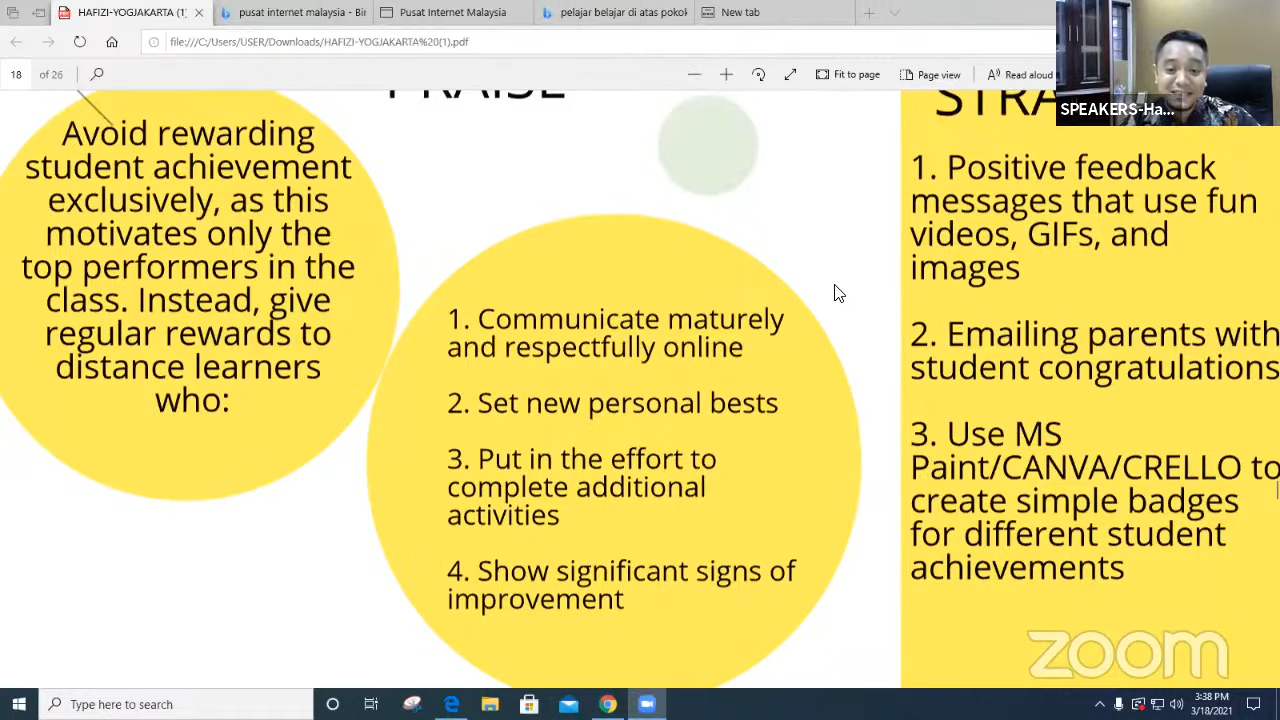 HAFIZI-YOGJAKARTA (1)
pusat internet malaysia - Bin
Pusat Internet Malaysia
pelajar belajar di atas pokok
New tab
file:///C:/Users/USER/Downloads/HAFIZI-YOGJAKARTA%20(1).pdf
18 of 26
Fit to page
Page view
Read aloud
SPEAKERS-Ha...
PRAISE
Avoid rewarding
student achievement
exclusively, as this
motivates only the
top performers in the
class. Instead, give
regular rewards to
distance learners
who:
1. Communicate maturely
and respectfully online
2. Set new personal bests
3. Put in the effort to
complete additional
activities
4. Show significant signs of
improvement
STRA
1. Positive feedback
messages that use fun
videos, GIFs, and
images
2. Emailing parents with
student congratulations
3. Use MS
Paint/CANVA/CRELLO to
create simple badges
for different student
achievements
zoom
Type here to search
3:38 PM
3/18/2021